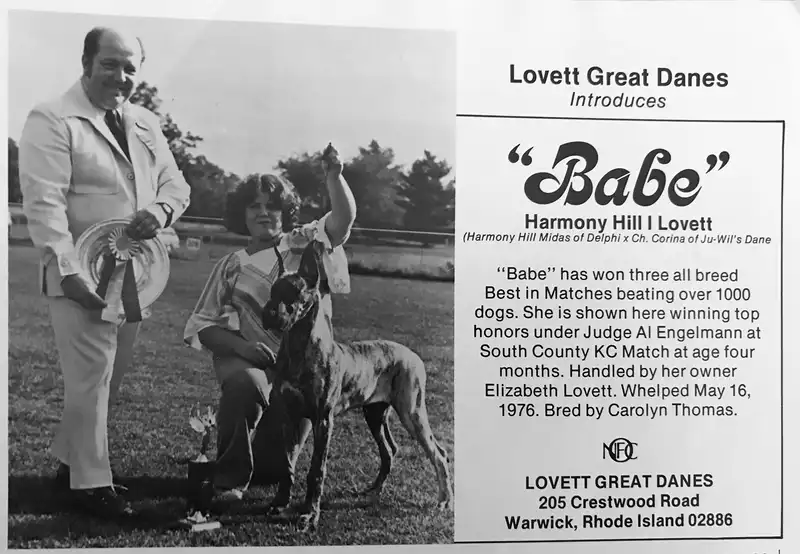 Lovett Great Danes
Introduces
“Babe”
Harmony Hill I Lovett
(Harmony Hill Midas of Delphi x Ch. Corina of Ju-Wil's Dane
“Babe” has won three all breed
Best in Matches beating over 1000
dogs. She is shown here winning top
honors under Judge Al Engelmann at
South County KC Match at age four
months. Handled by her owner
Elizabeth Lovett. Whelped May 16,
1976. Bred by Carolyn Thomas.
LOVETT GREAT DANES
205 Crestwood Road
Warwick, Rhode Island 02886